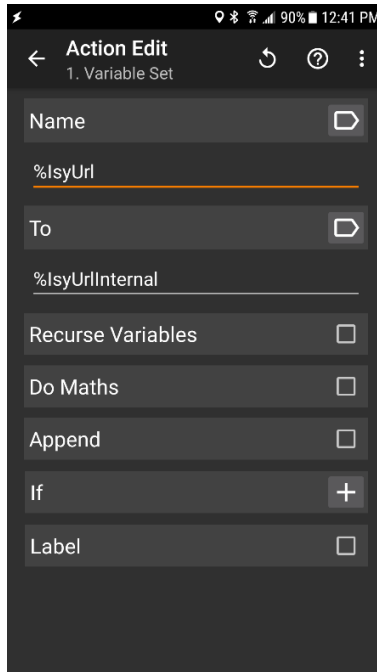 90% 12:41 PM
Action Edit
1. Variable Set
Name
%IsyUrl
To
%IsyUrlInternal
Recurse Variables
Do Maths
Append
If
Label